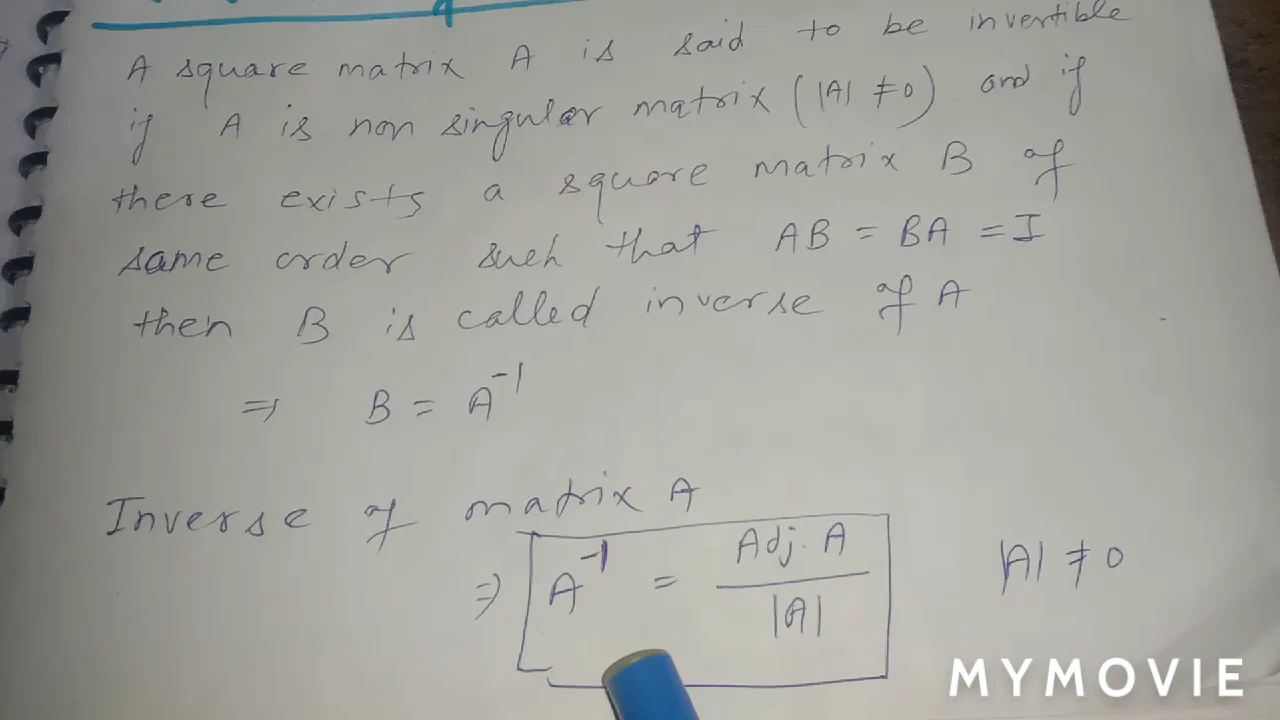 A square matrix A is said to be invertible
if A is non singular matrix (|A| ≠ 0) and if
there exists a square matrix B of
same order such that AB = BA = I
then B is called inverse of A
⇒ B = A⁻¹
Inverse of matrix A
⇒ A⁻¹ = Adj. A / |A| |A| ≠ 0
MYMOVIE